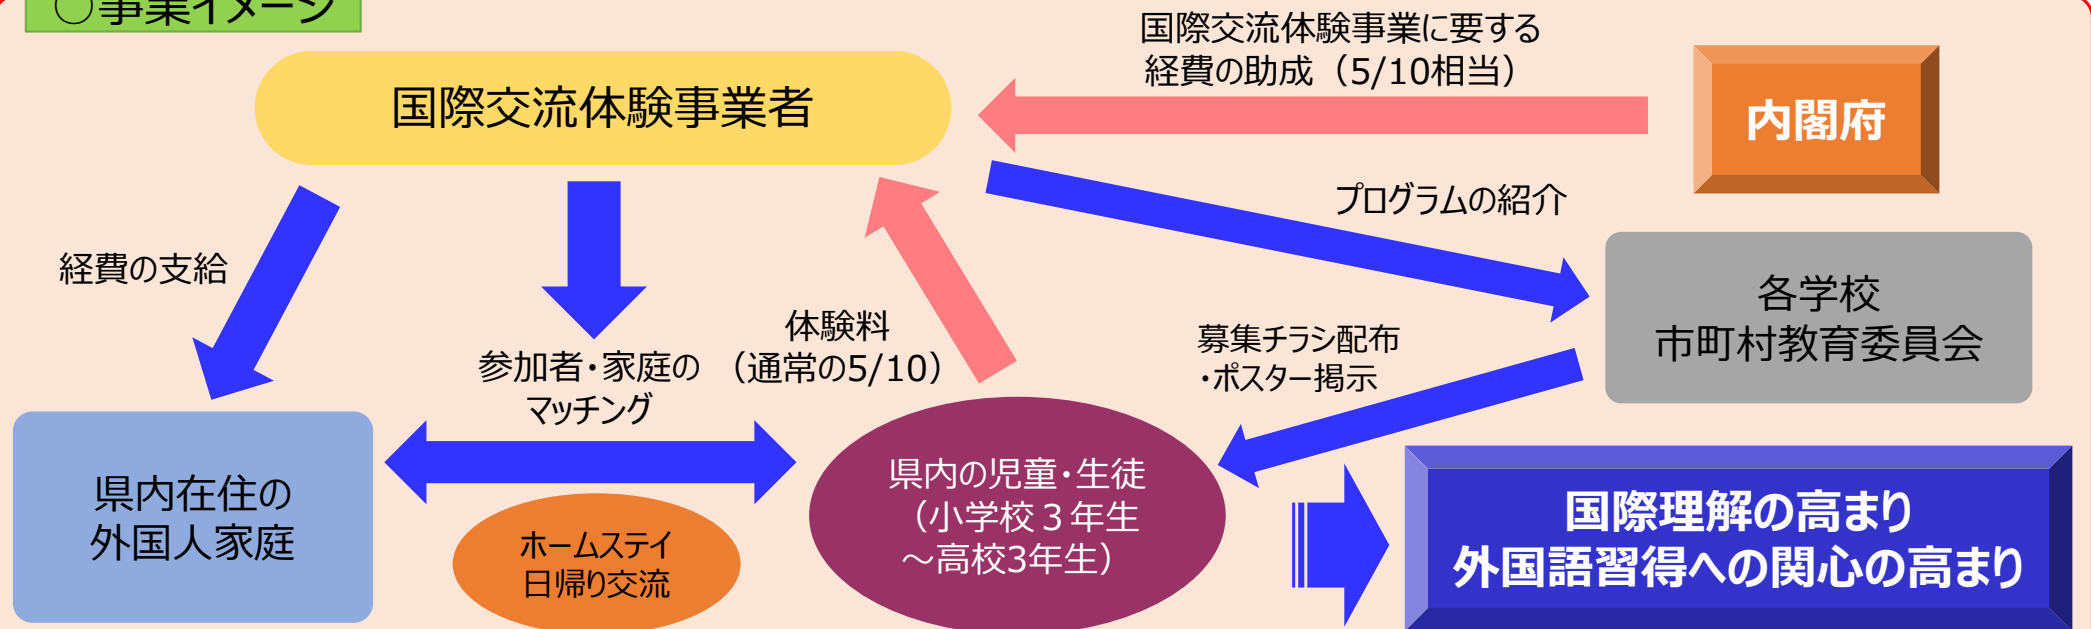 ○事業イメージ
国際交流体験事業に要する
経費の助成（5/10相当）
国際交流体験事業者
内閣府
プログラムの紹介
経費の支給
各学校
市町村教育委員会
体験料
（通常の5/10）
募集チラシ配布
・ポスター掲示
参加者・家庭の
マッチング
県内在住の
外国人家庭
ホームステイ
日帰り交流
県内の児童・生徒
（小学校３年生
～高校3年生）
国際理解の高まり
外国語習得への関心の高まり